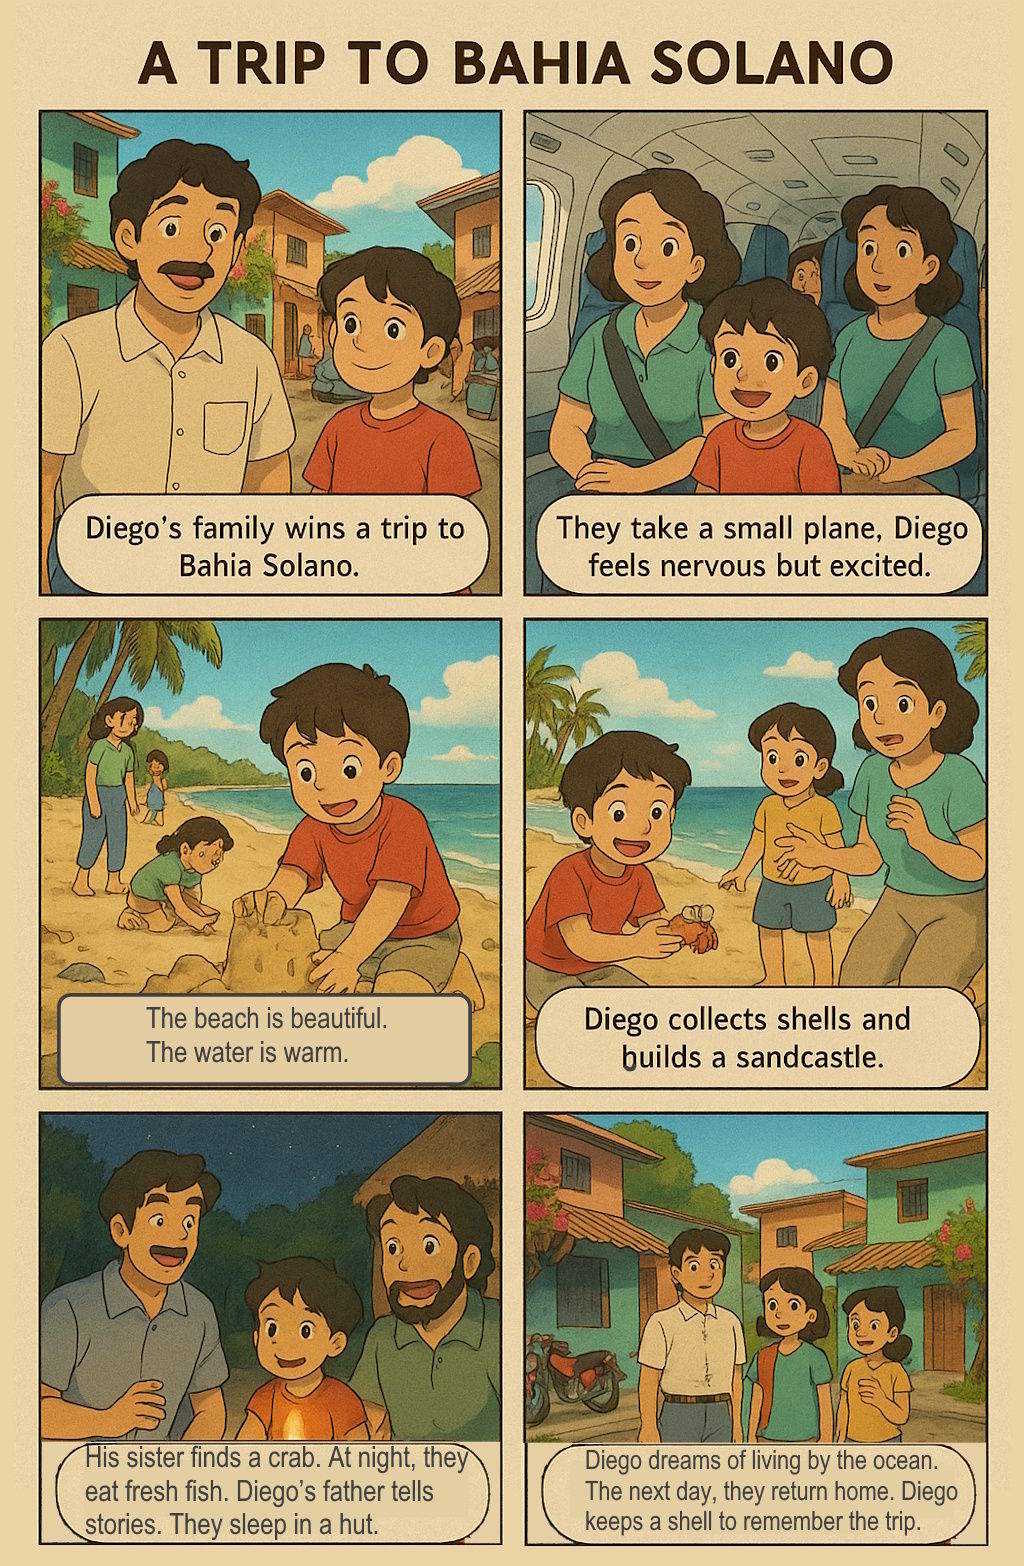 A TRIP TO BAHIA SOLANO
Diego's family wins a trip to
Bahia Solano.
They take a small plane, Diego
feels nervous but excited.
The beach is beautiful.
The water is warm.
Diego collects shells and
builds a sandcastle.
His sister finds a crab. At night, they
eat fresh fish. Diego's father tells
stories. They sleep in a hut.
Diego dreams of living by the ocean.
The next day, they return home. Diego
keeps a shell to remember the trip.